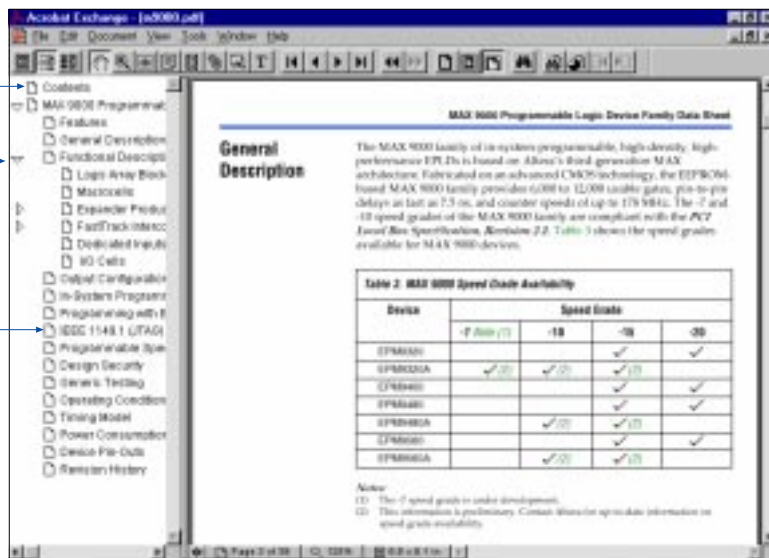 Acrobat Exchange - [m9000.pdf]
File Edit Document View Tools Window Help
Contents
MAX 9000 Programmab
Features
General Description
Functional Descripti
Logic Array Block
Macrocells
Expander Produc
FastTrack Interco
Dedicated Inputs
I/O Cells
Output Configuration
In-System Programm
Programming with E
IEEE 1149.1 (JTAG)
Programmable Spee
Design Security
Generic Testing
Operating Condition
Timing Model
Power Consumption
Device Pin-Outs
Revision History
MAX 9000 Programmable Logic Device Family Data Sheet
General
Description
The MAX 9000 family of in-system programmable, high-density, high-
performance EPLDs is based on Altera's third-generation MAX
architecture. Fabricated on an advanced CMOS technology, the EEPROM-
based MAX 9000 family provides 6,000 to 12,000 usable gates, pin-to-pin
delays as fast as 7.5 ns, and counter speeds of up to 178 MHz. The -7 and
-10 speed grades of the MAX 9000 family are compliant with the PCI
Local Bus Specification, Revision 2.1. Table 3 shows the speed grades
available for MAX 9000 devices.
MAX 9000 Speed Grade Availability
Device Speed Grade
-7 Note (1) -10 -15 -20
EPM9320 ✓ ✓
EPM9320A ✓ (2) ✓ (2) ✓ (2)
EPM9400 ✓ ✓
EPM9480 ✓ ✓
EPM9480A ✓ (2) ✓ (2)
EPM9560 ✓ ✓
EPM9560A ✓ (2) ✓ (2)
Notes:
(1) The -7 speed grade is under development.
(2) This information is preliminary. Contact Altera for up-to-date information on
speed grade availability.